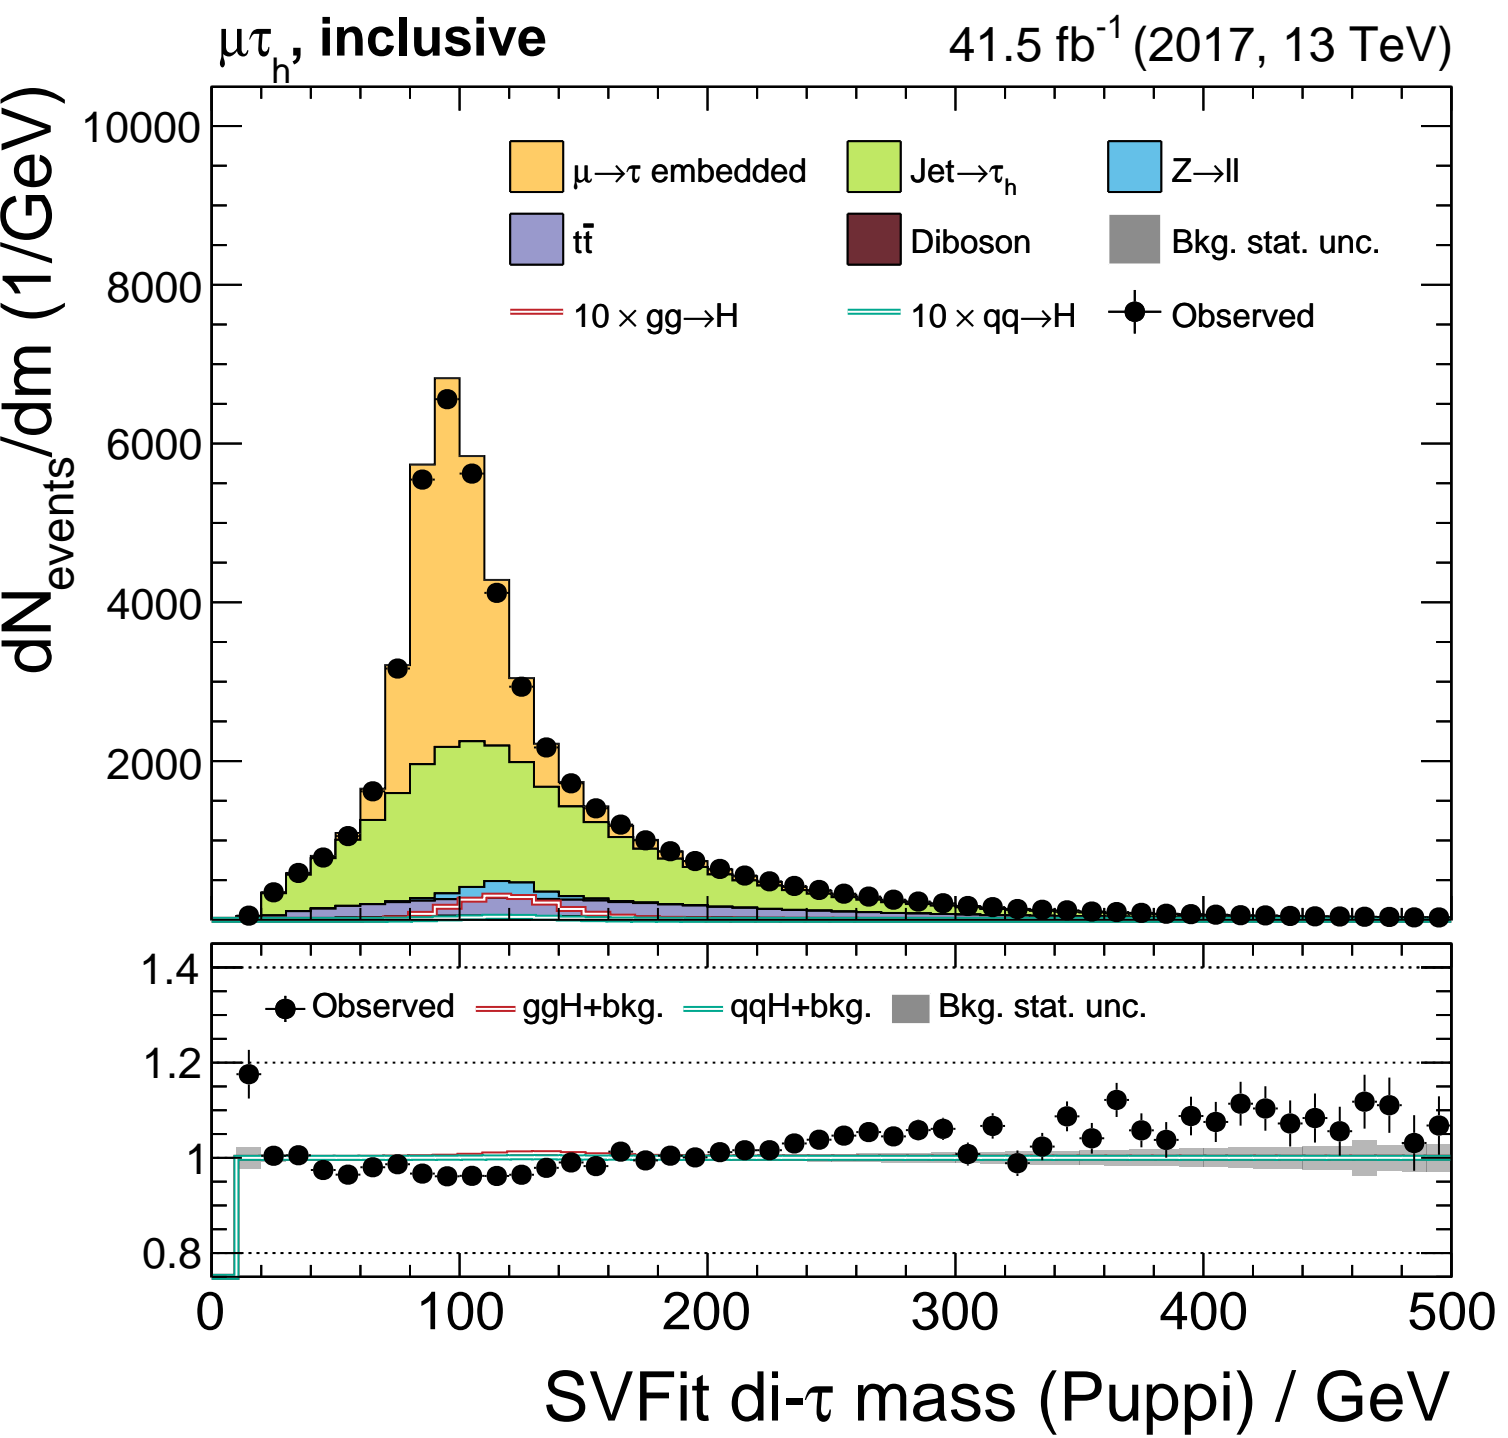 μτh, inclusive 41.5 fb-1 (2017, 13 TeV)
dNevents/dm (1/GeV)
10000
8000
6000
4000
2000
μ→τ embedded Jet→τh Z→ll
tt̄ Diboson Bkg. stat. unc.
10 × gg→H 10 × qq→H Observed
1.4
1.2
1
0.8
Observed ggH+bkg. qqH+bkg. Bkg. stat. unc.
0 100 200 300 400 500
SVFit di-τ mass (Puppi) / GeV